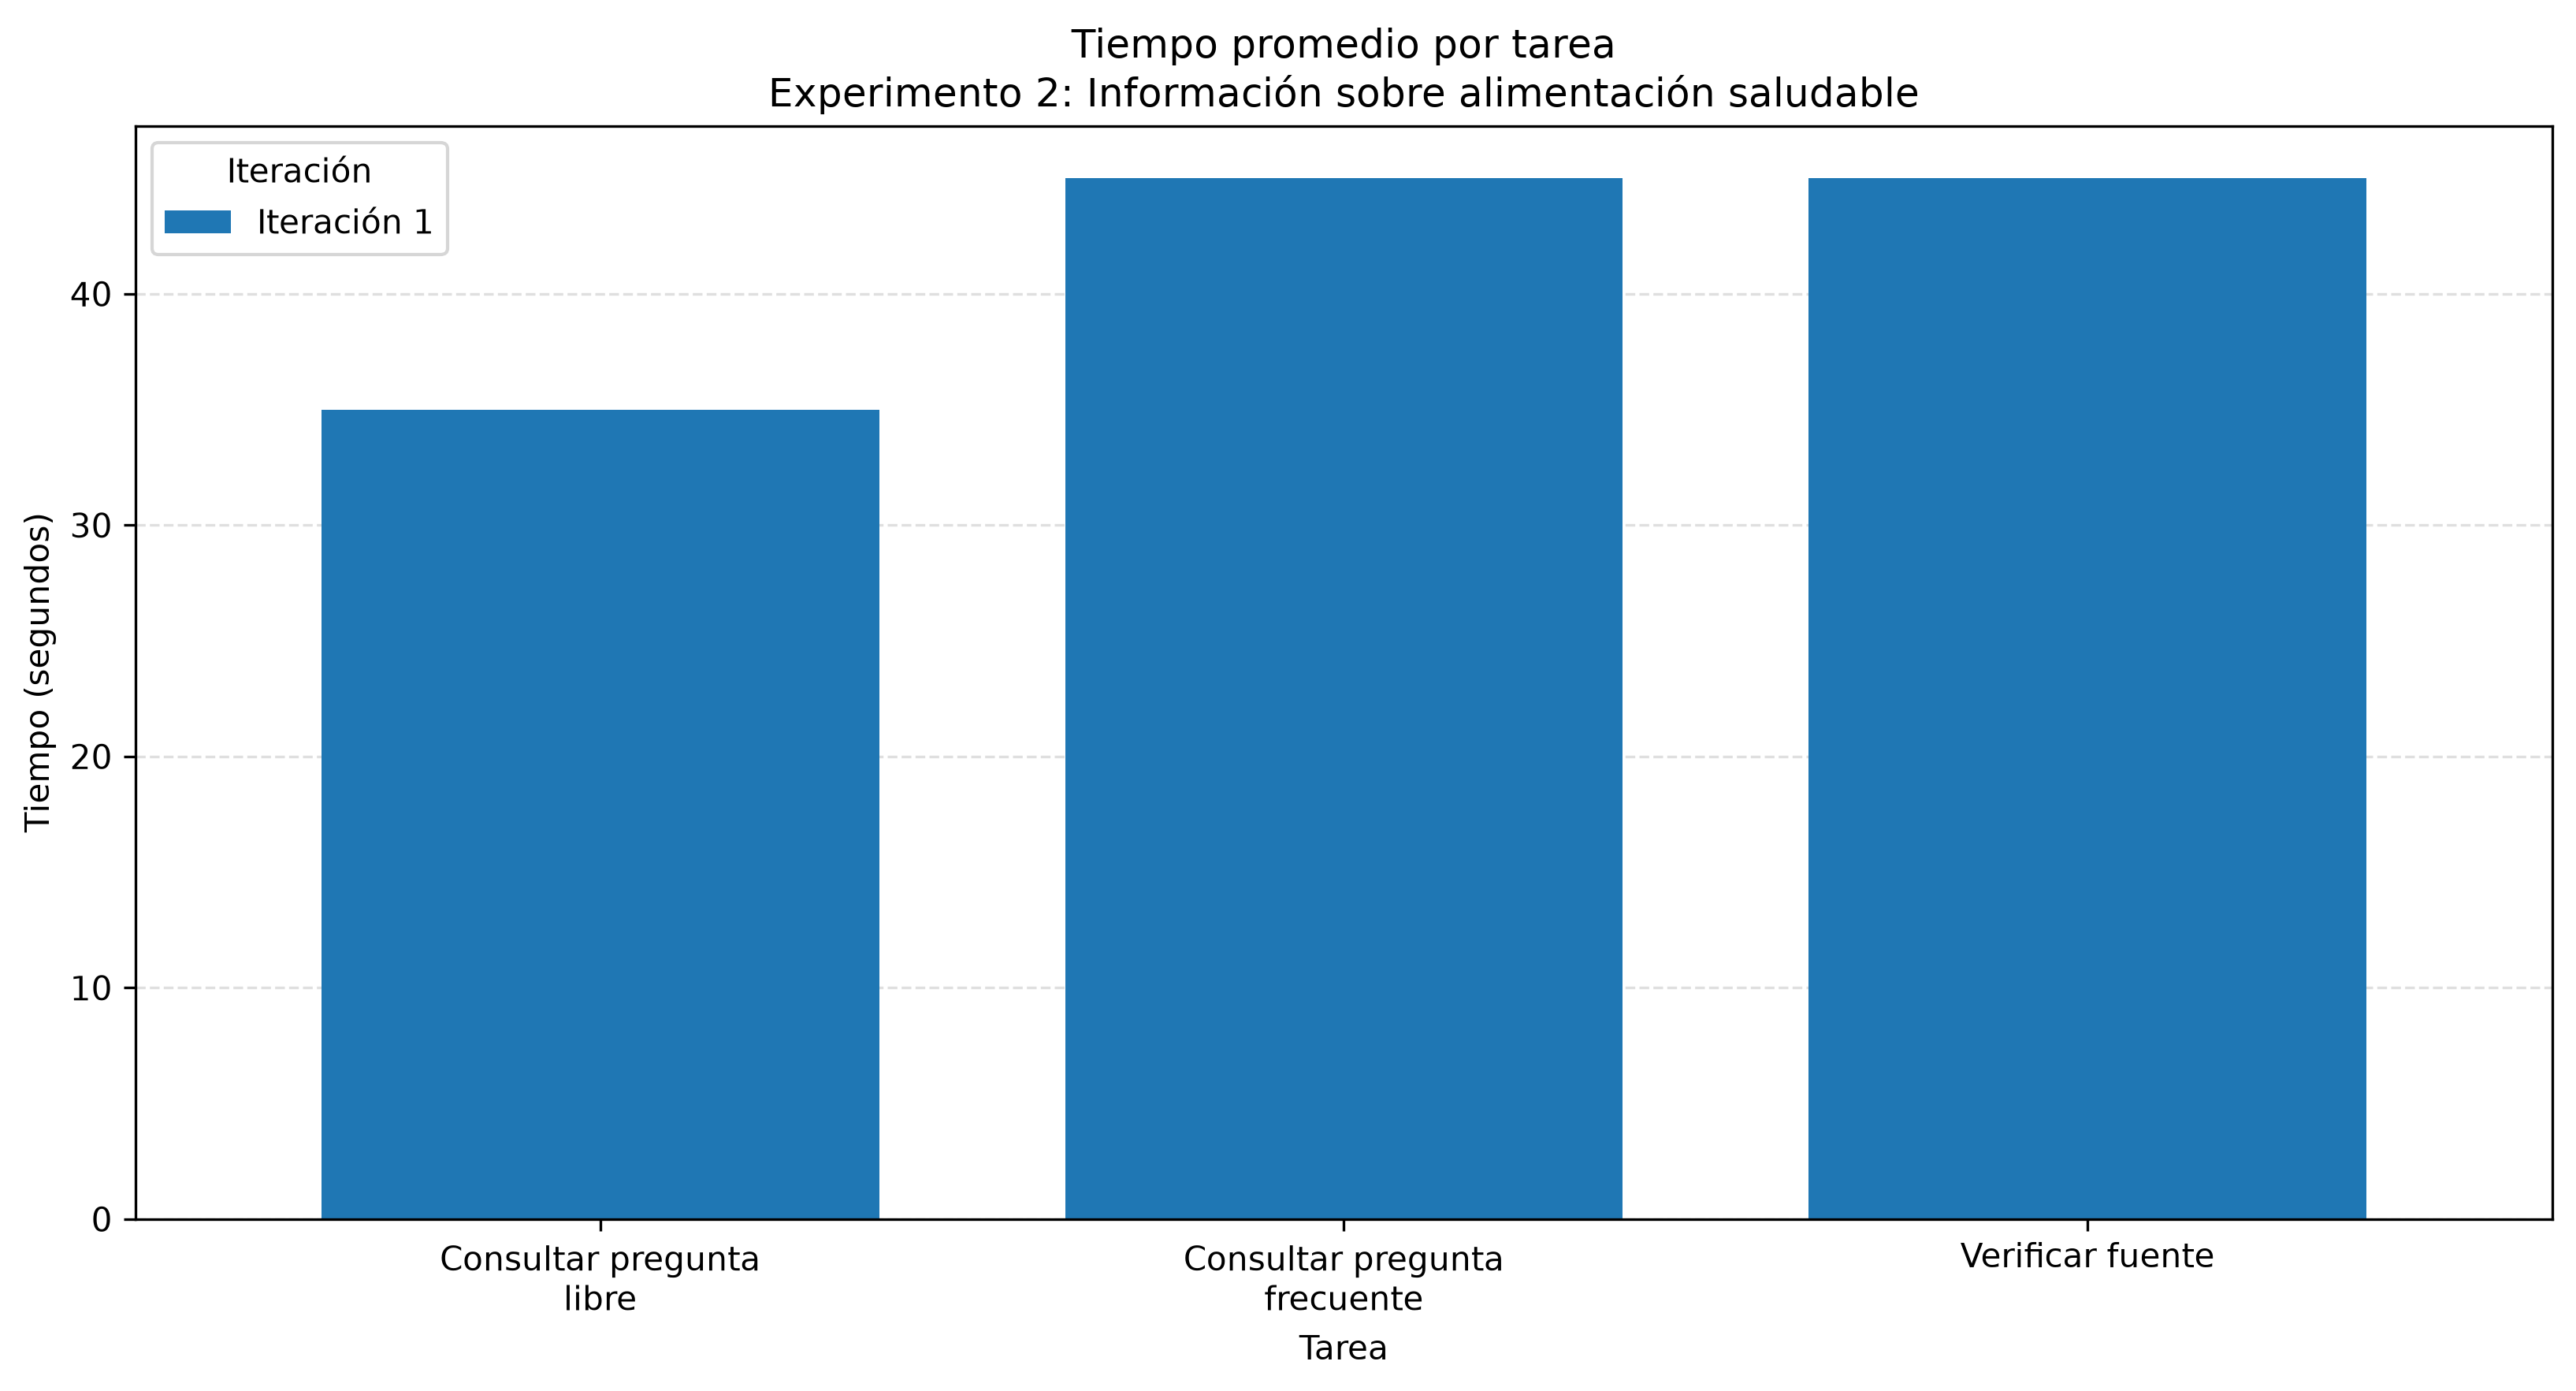 Tiempo promedio por tarea
Experimento 2: Información sobre alimentación saludable
Iteración
Iteración 1
40
30
20
10
0
Tiempo (segundos)
Consultar pregunta
libre
Consultar pregunta
frecuente
Verificar fuente
Tarea